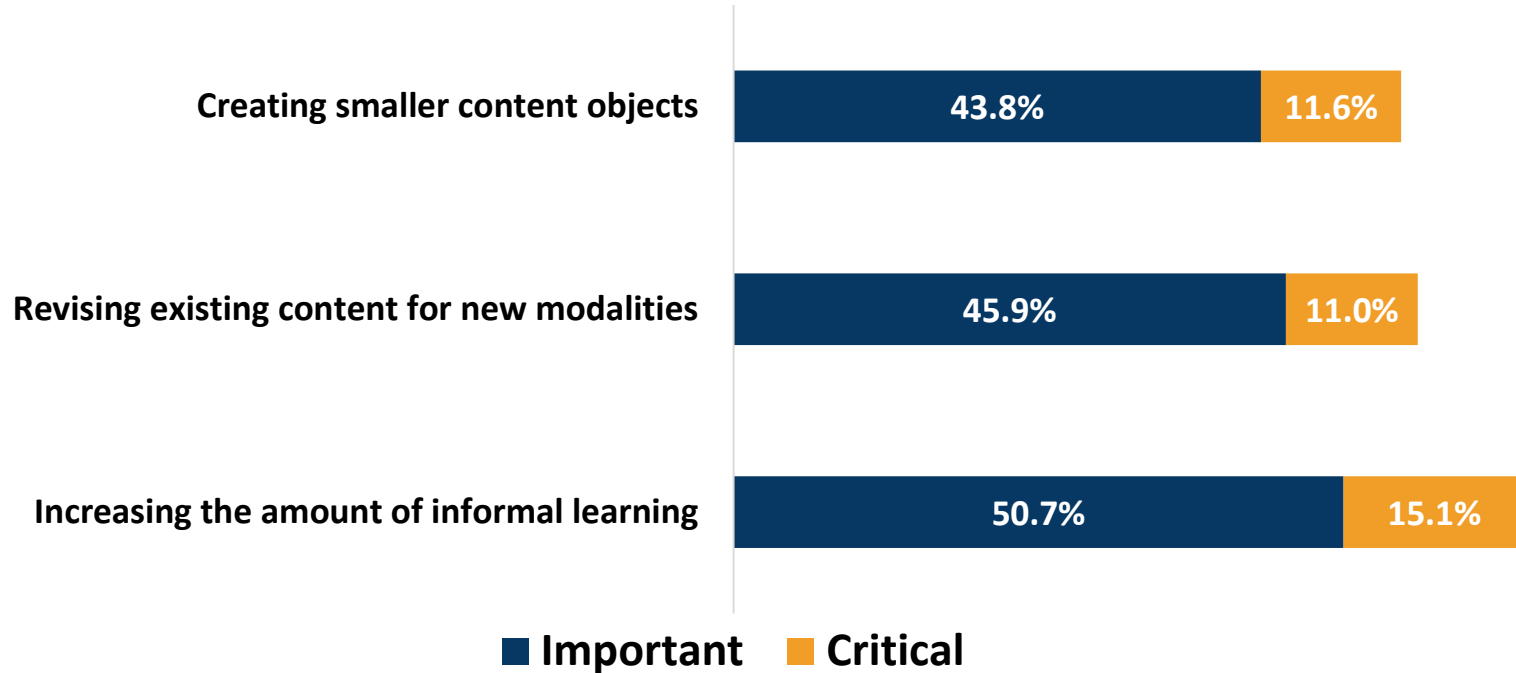 Creating smaller content objects 43.8% 11.6%
Revising existing content for new modalities 45.9% 11.0%
Increasing the amount of informal learning 50.7% 15.1%
Important Critical